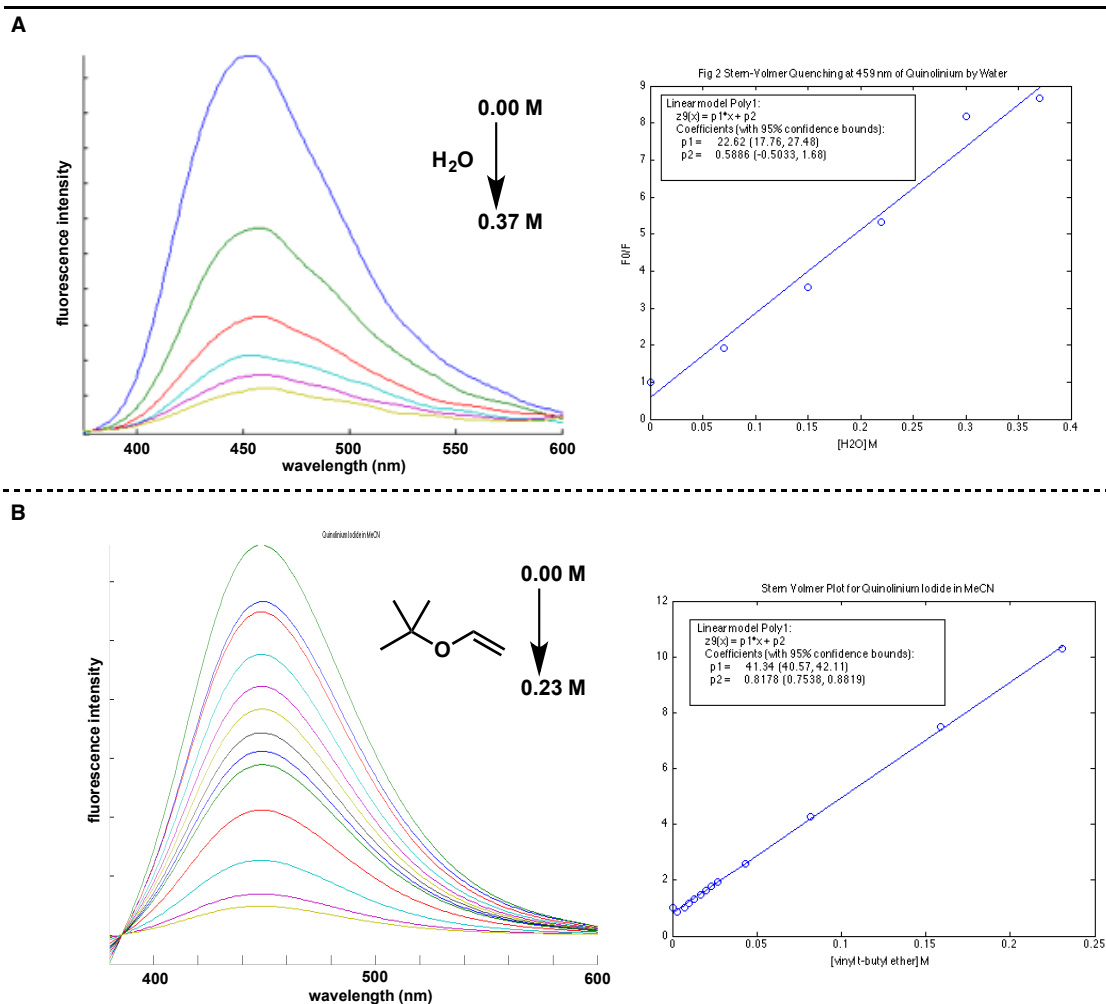 A
fluorescence intensity
0.00 M
H2O
0.37 M
400
450
500
550
600
wavelength (nm)
Fig 2 Stern-Volmer Quenching at 459 nm of Quinolinium by Water
Linear model Poly1:
z9(x) = p1*x + p2
Coefficients (with 95% confidence bounds):
p1 = 22.62 (17.76, 27.48)
p2 = 0.5886 (-0.5033, 1.68)
F0/F
9
8
7
6
5
4
3
2
1
0
0
0.05
0.1
0.15
0.2
0.25
0.3
0.35
0.4
[H2O] M
B
Quinolinium Iodide in MeCN
fluorescence intensity
0.00 M
O
0.23 M
400
500
600
wavelength (nm)
Stern Volmer Plot for Quinolinium Iodide in MeCN
Linear model Poly1:
z9(x) = p1*x + p2
Coefficients (with 95% confidence bounds):
p1 = 41.34 (40.57, 42.11)
p2 = 0.8178 (0.7538, 0.8819)
12
10
8
6
4
2
0
0
0.05
0.1
0.15
0.2
0.25
[vinyl t-butyl ether] M